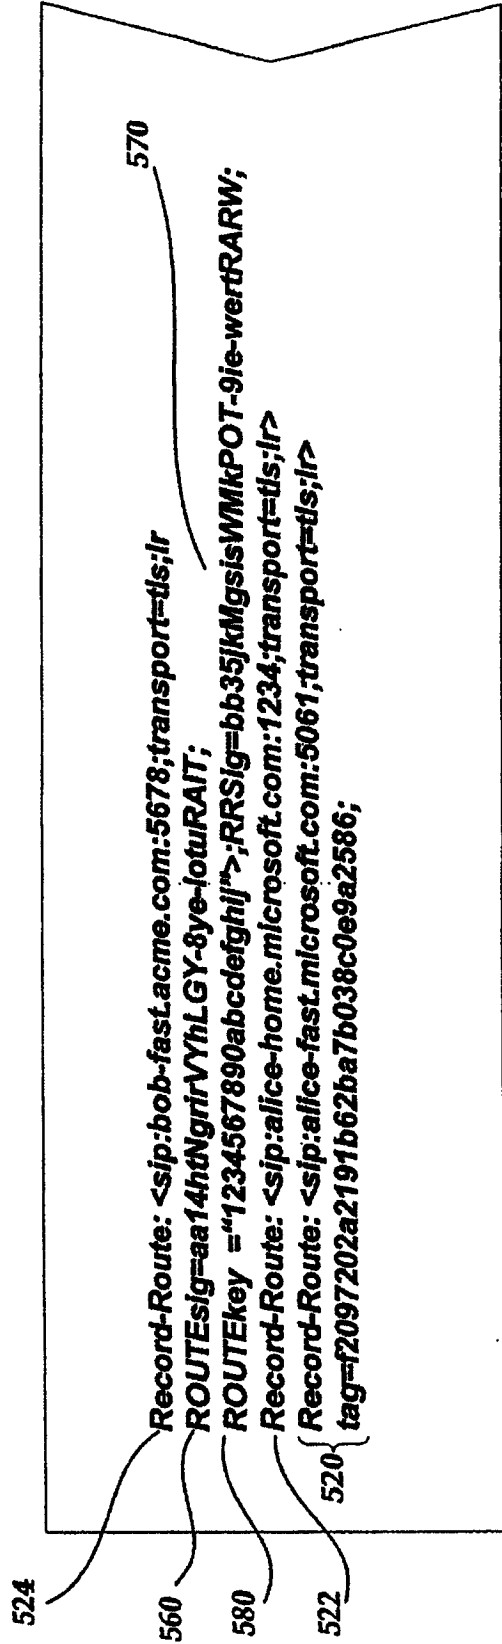 524 Record-Route: <sip:bob-fast.acme.com:5678;transport=tls;lr
560 ROUTEsig=aa14htNgrirVYhLGY-8ye-lotuRAIT; 570
580 ROUTEkey ="1234567890abcdefghij">;RRSig=bb35jkMgsisWMkPOT-9ie-wertRARW;
522 Record-Route: <sip:alice-home.microsoft.com:1234;transport=tls;lr>
520 Record-Route: <sip:alice-fast.microsoft.com:5061;transport=tls;lr>
tag=f2097202a2191b62ba7b038c0e9a2586;